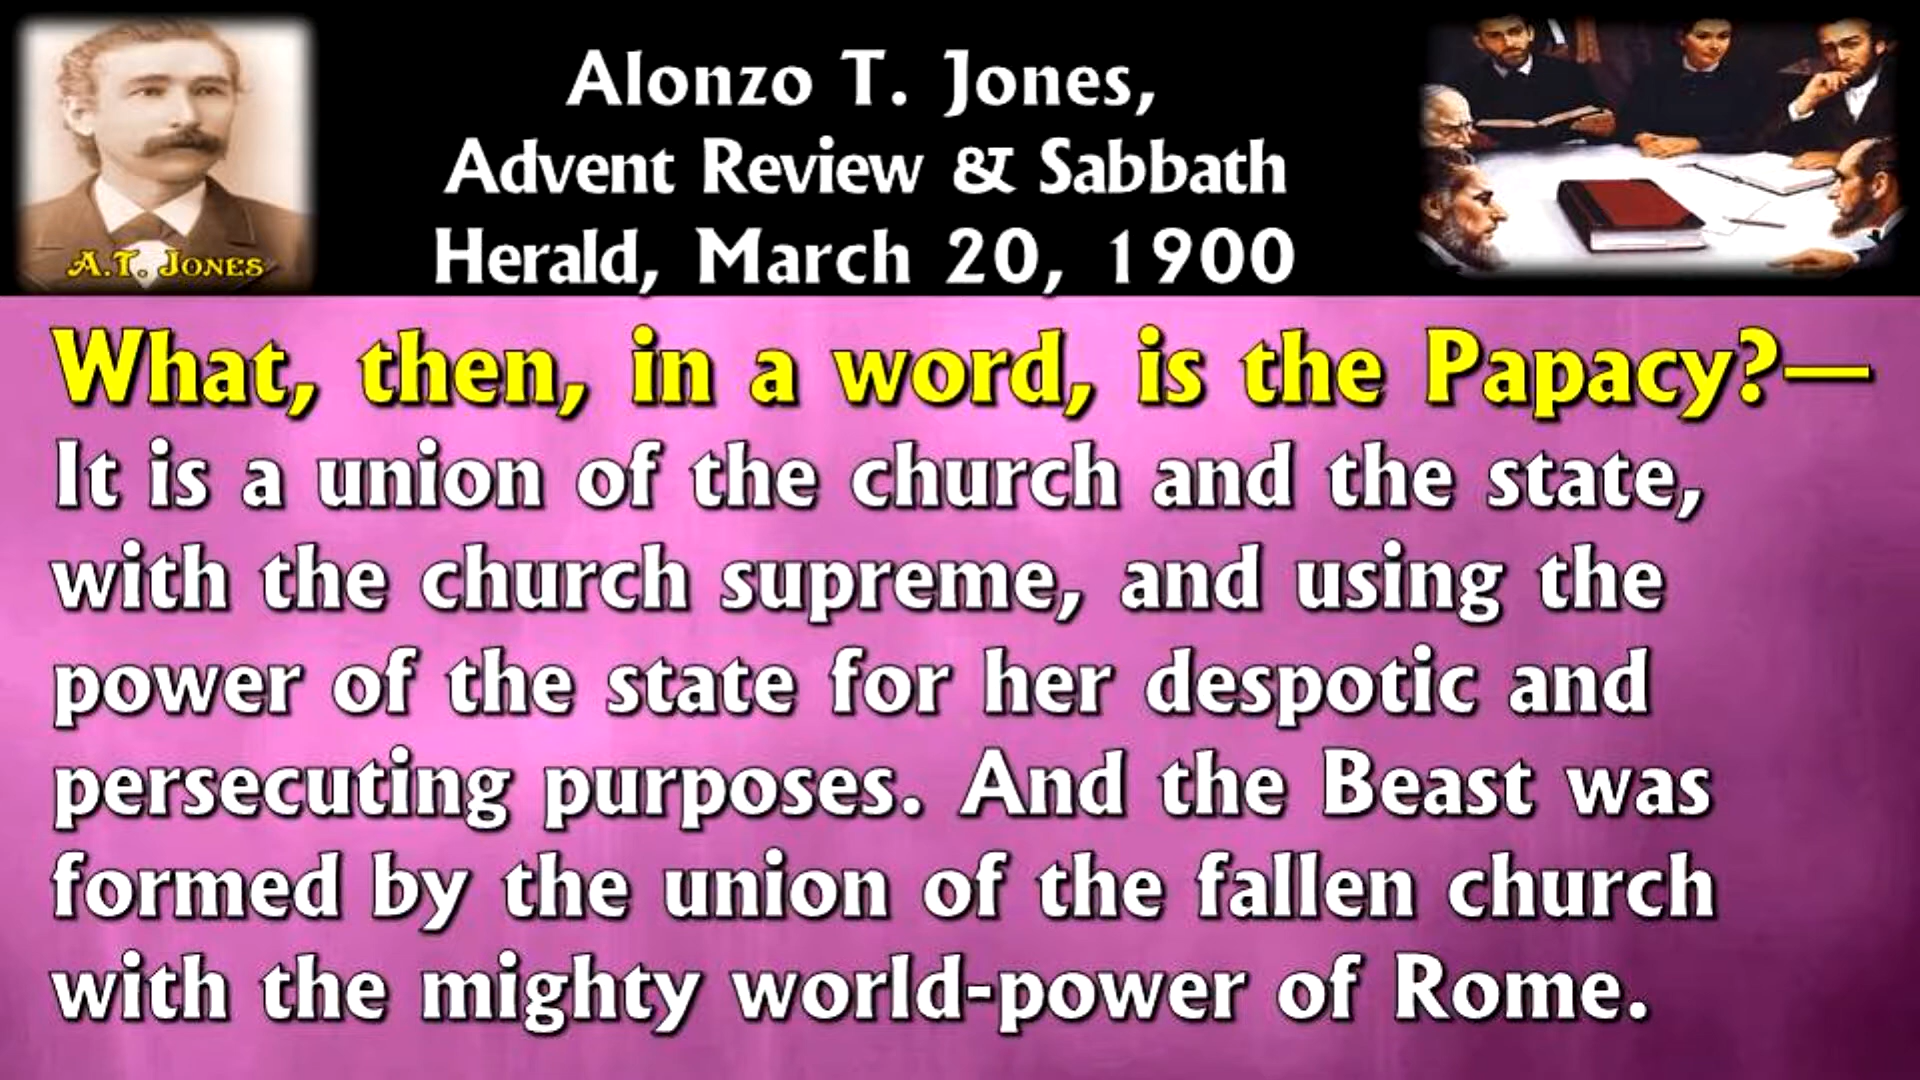 A.T. JONES
Alonzo T. Jones,
Advent Review & Sabbath
Herald, March 20, 1900
What, then, in a word, is the Papacy?—
It is a union of the church and the state,
with the church supreme, and using the
power of the state for her despotic and
persecuting purposes. And the Beast was
formed by the union of the fallen church
with the mighty world-power of Rome.